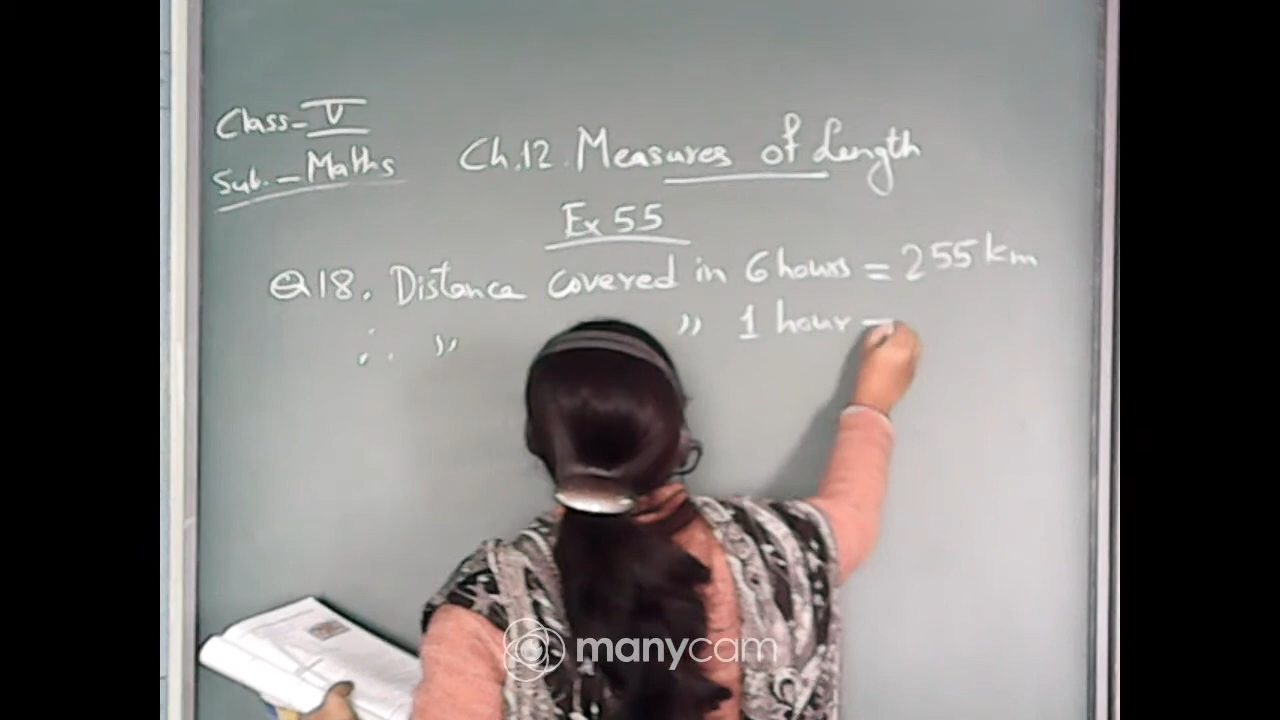 Class - V
Sub. - Maths
Ch.12. Measures of Length
Ex 55
Q18. Distance covered in 6 hours = 255 km
∴ " " 1 hour =
manycam